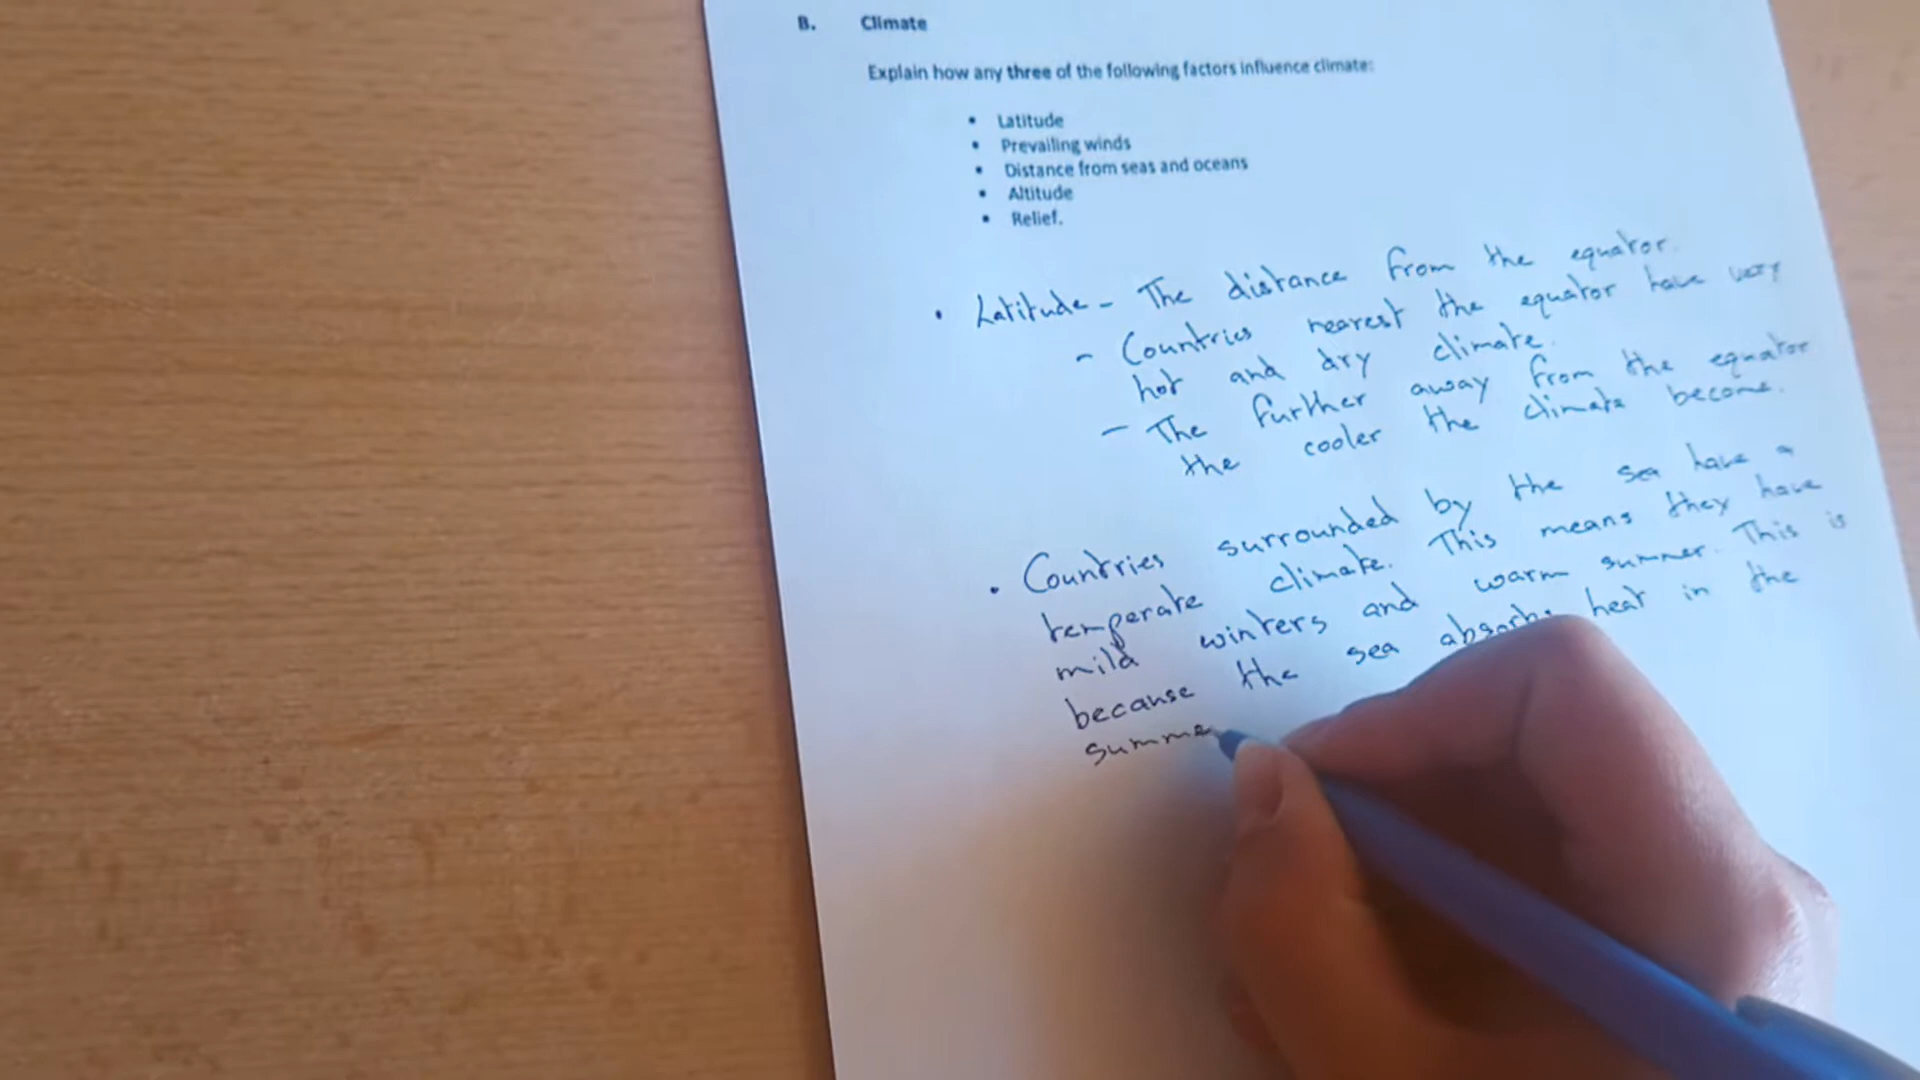 B. Climate
Explain how any three of the following factors influence climate:
• Latitude
• Prevailing winds
• Distance from seas and oceans
• Altitude
• Relief.
• Latitude - The distance from the equator.
- Countries nearest the equator have very
hot and dry climate.
- The further away from the equator
the cooler the climate become.
• Countries surrounded by the sea have a
temperate climate. This means they have
mild winters and warm summer. This is
because the sea absorbs heat in the
summe